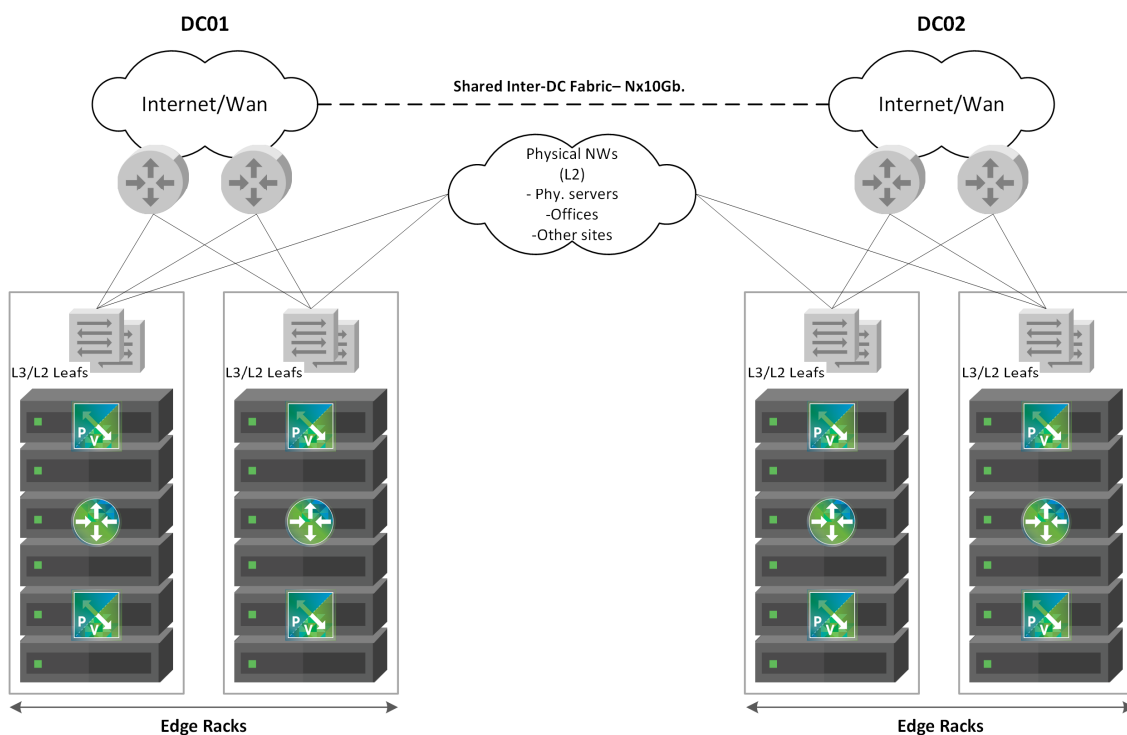 DC01
DC02
Internet/Wan
Shared Inter-DC Fabric– Nx10Gb.
Internet/Wan
Physical NWs
(L2)
- Phy. servers
-Offices
-Other sites
L3/L2 Leafs
L3/L2 Leafs
L3/L2 Leafs
L3/L2 Leafs
P
V
P
V
P
V
P
V
P
V
P
V
P
V
P
V
Edge Racks
Edge Racks